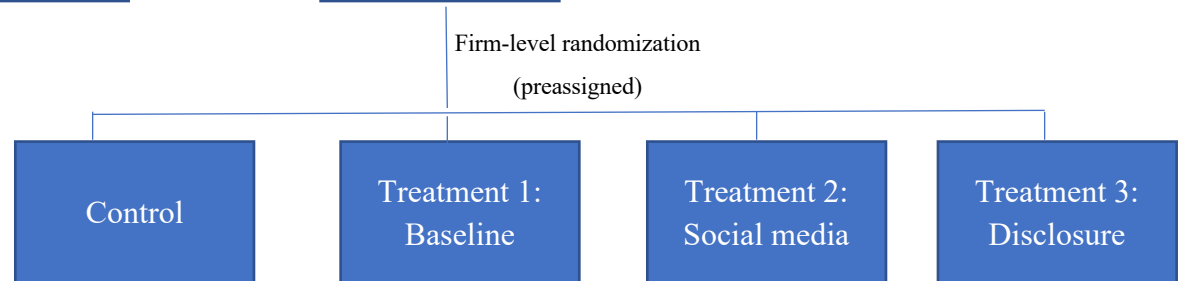 Firm-level randomization
(preassigned)
Control
Treatment 1:
Baseline
Treatment 2:
Social media
Treatment 3:
Disclosure